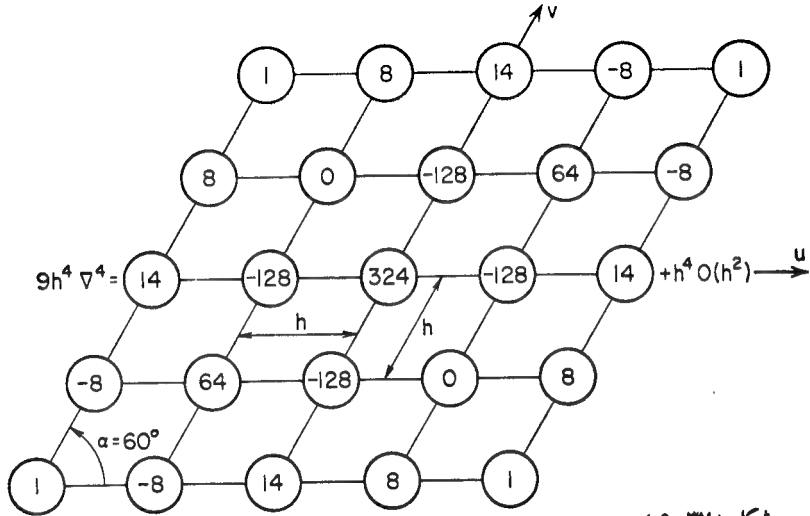 v
1 8 14 -8 1
8 0 -128 64 -8
9h⁴ ∇⁴= 14 -128 324 -128 14 +h⁴ O(h²) u
h h
-8 64 -128 0 8
α=60°
1 -8 14 8 1